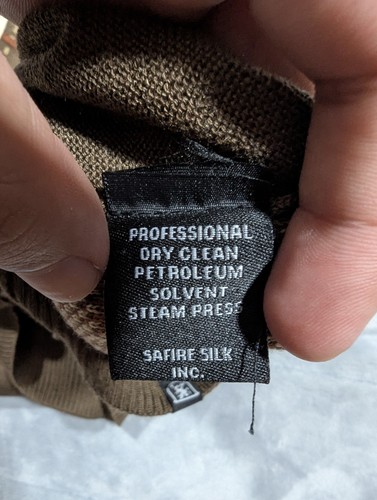 PROFESSIONAL
DRY CLEAN
PETROLEUM
SOLVENT
STEAM PRESS
SAFIRE SILK
INC.